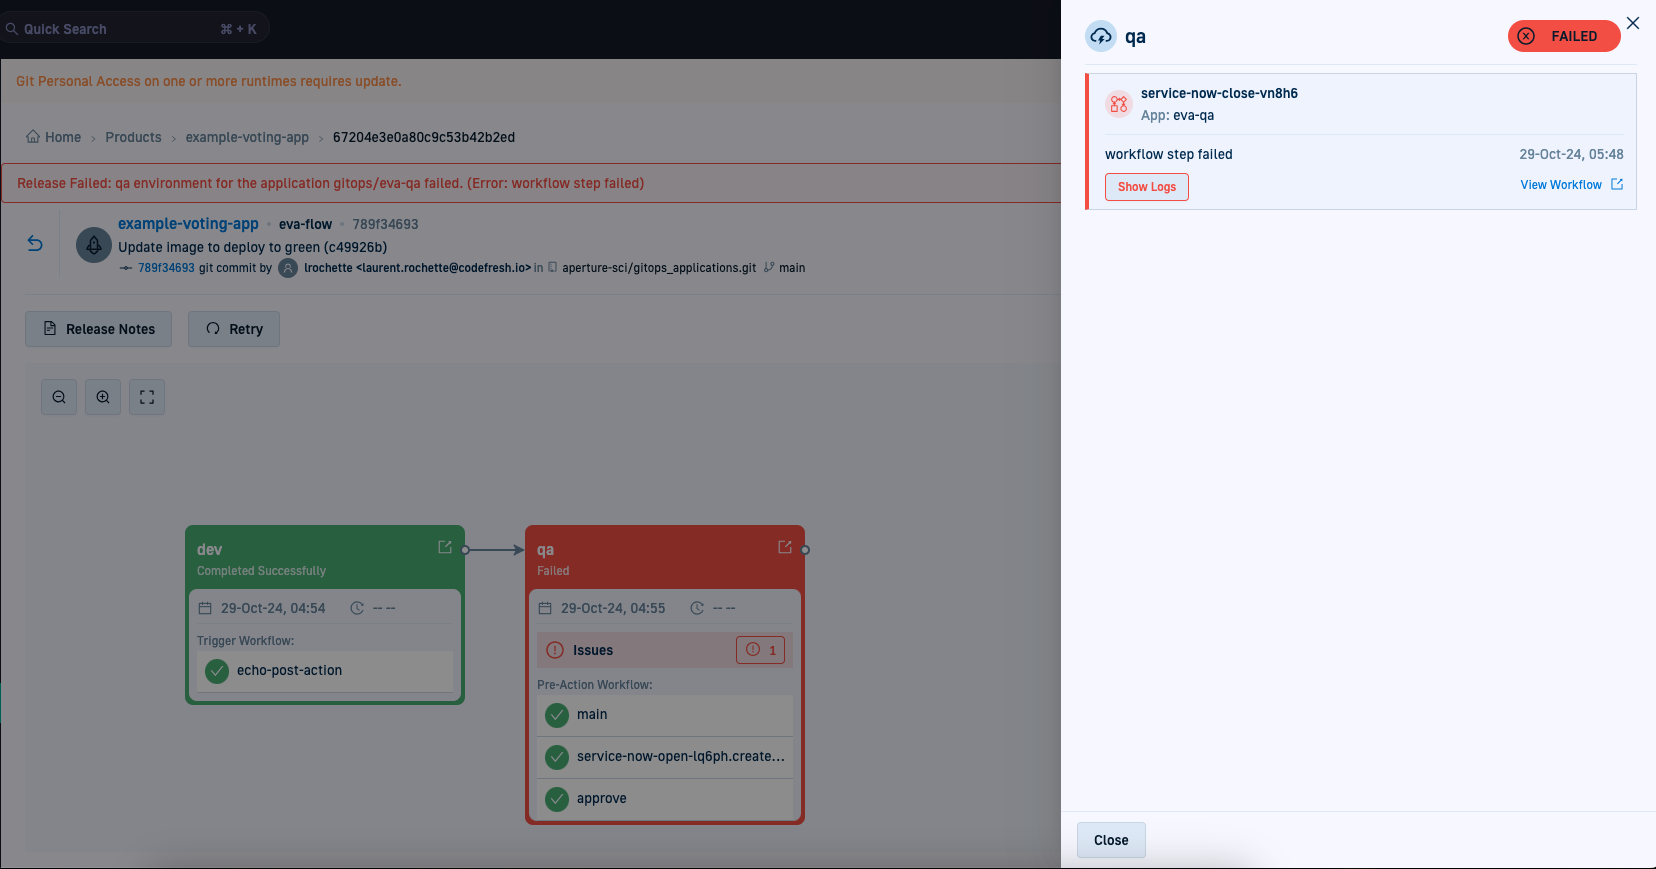 Quick Search ⌘ + K
Git Personal Access on one or more runtimes requires update.
Home > Products > example-voting-app > 67204e3e0a80c9c53b42b2ed
Release Failed: qa environment for the application gitops/eva-qa failed. (Error: workflow step failed)
example-voting-app • eva-flow • 789f34693
Update image to deploy to green (c49926b)
789f34693 git commit by lrochette <laurent.rochette@codefresh.io> in aperture-sci/gitops_applications.git main
Release Notes
Retry
dev
Completed Successfully
29-Oct-24, 04:54 -- --
Trigger Workflow:
echo-post-action
qa
Failed
29-Oct-24, 04:55 -- --
Issues 1
Pre-Action Workflow:
main
service-now-open-lq6ph.create...
approve
qa
FAILED
service-now-close-vn8h6
App: eva-qa
workflow step failed 29-Oct-24, 05:48
Show Logs View Workflow
Close